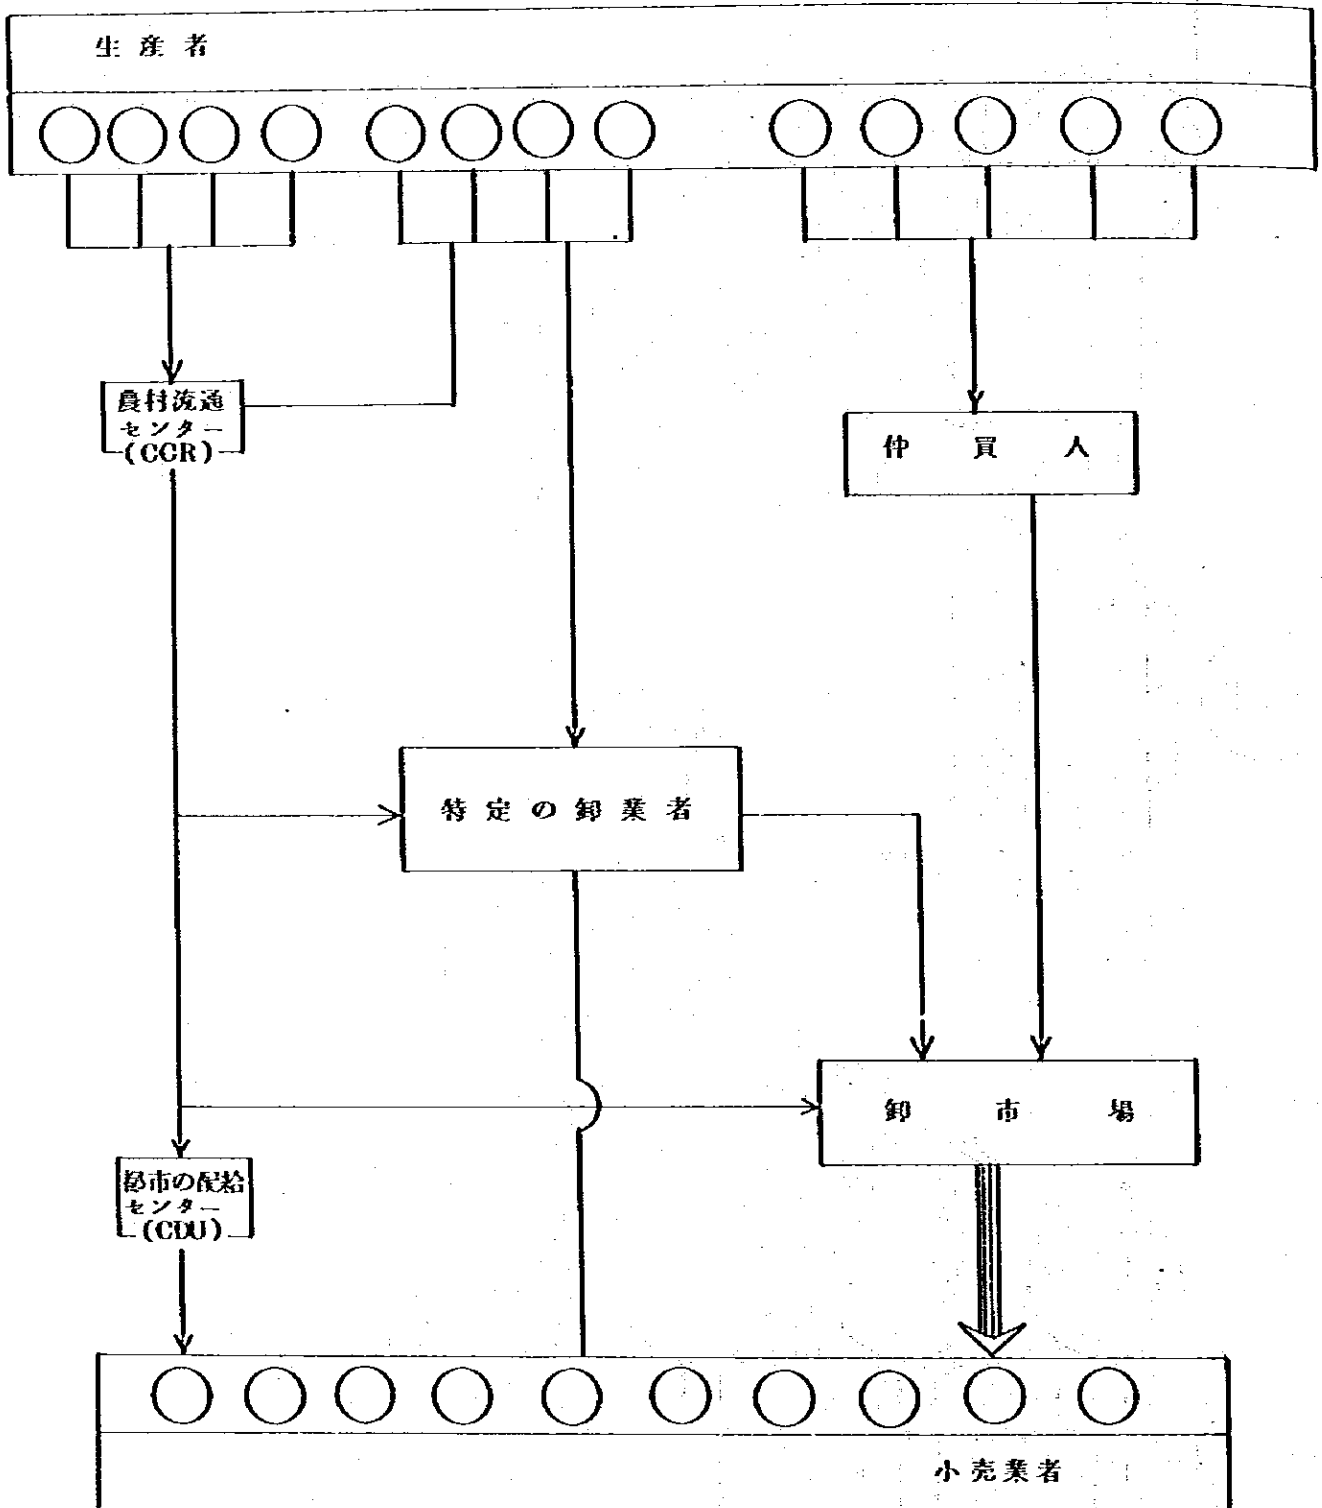 生産者
農村流通
センター
(CCR)
仲買人
特定の卸業者
卸市場
都市の配給
センター
(CDU)
小売業者